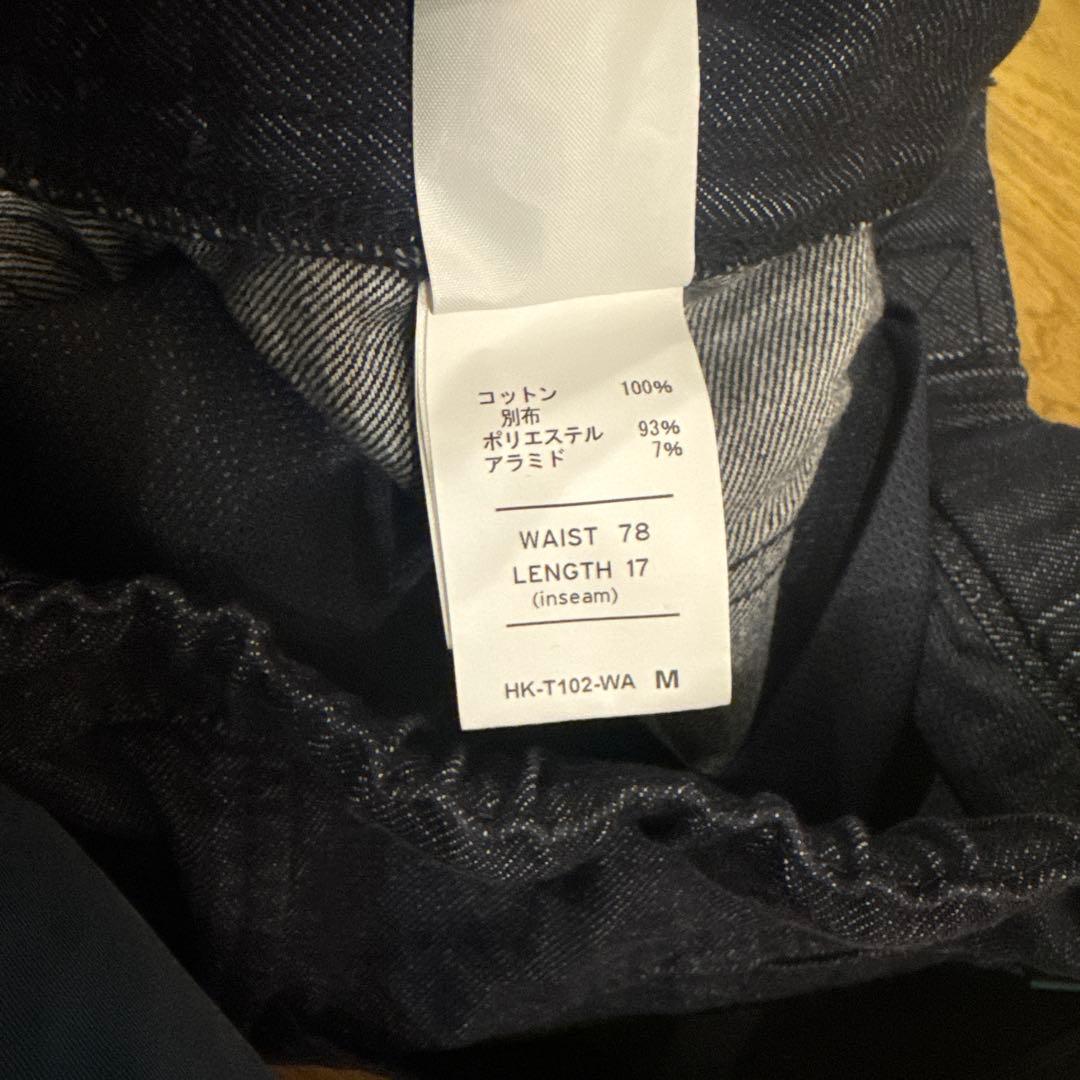 コットン 100%
別布
ポリエステル 93%
アラミド 7%
WAIST 78
LENGTH 17
(inseam)
HK-T102-WA M